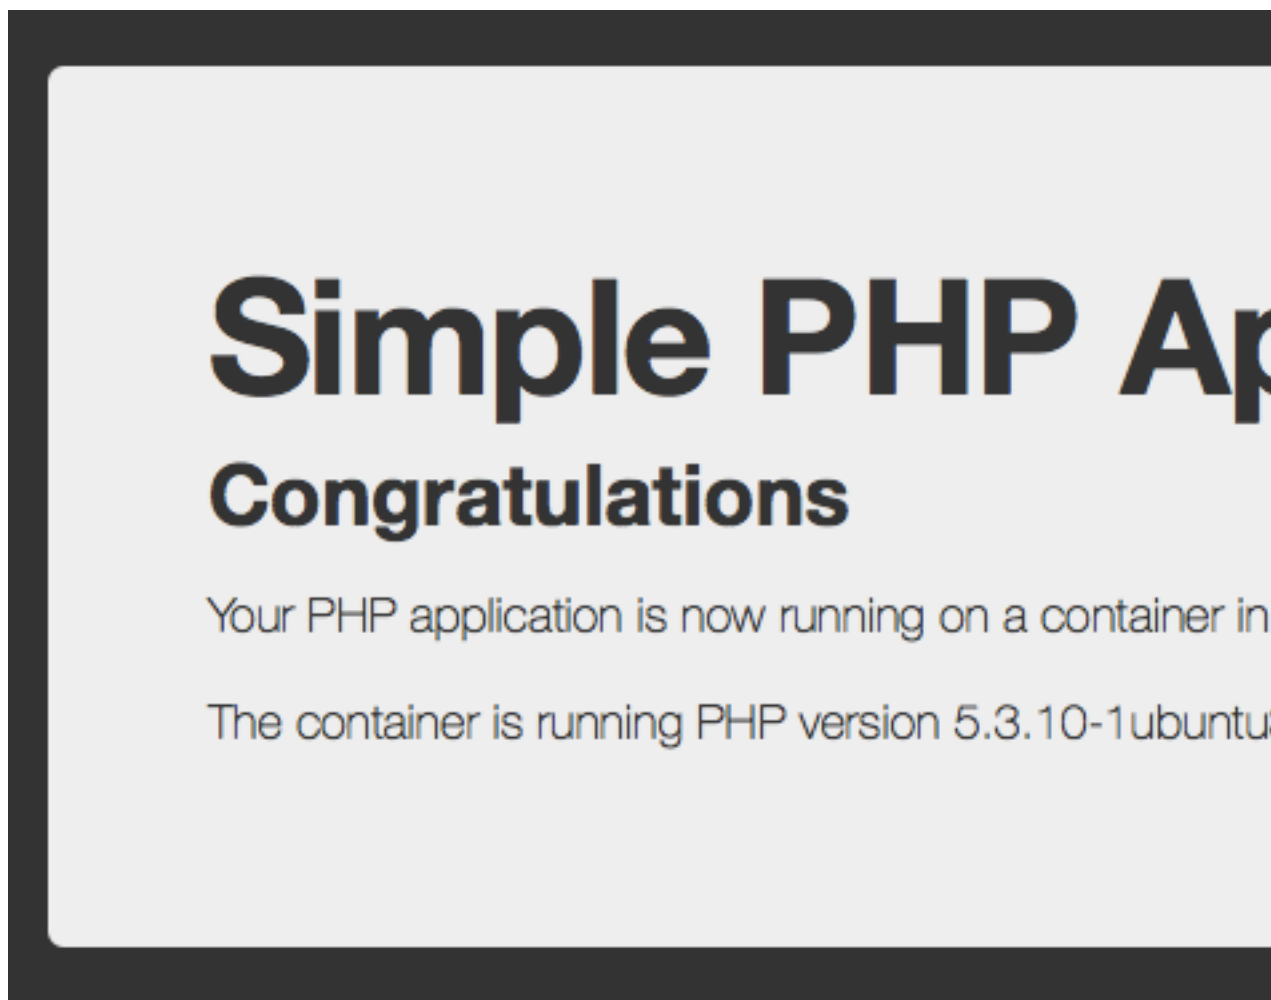 Simple PHP Ap
Congratulations
Your PHP application is now running on a container in
The container is running PHP version 5.3.10-1ubuntu